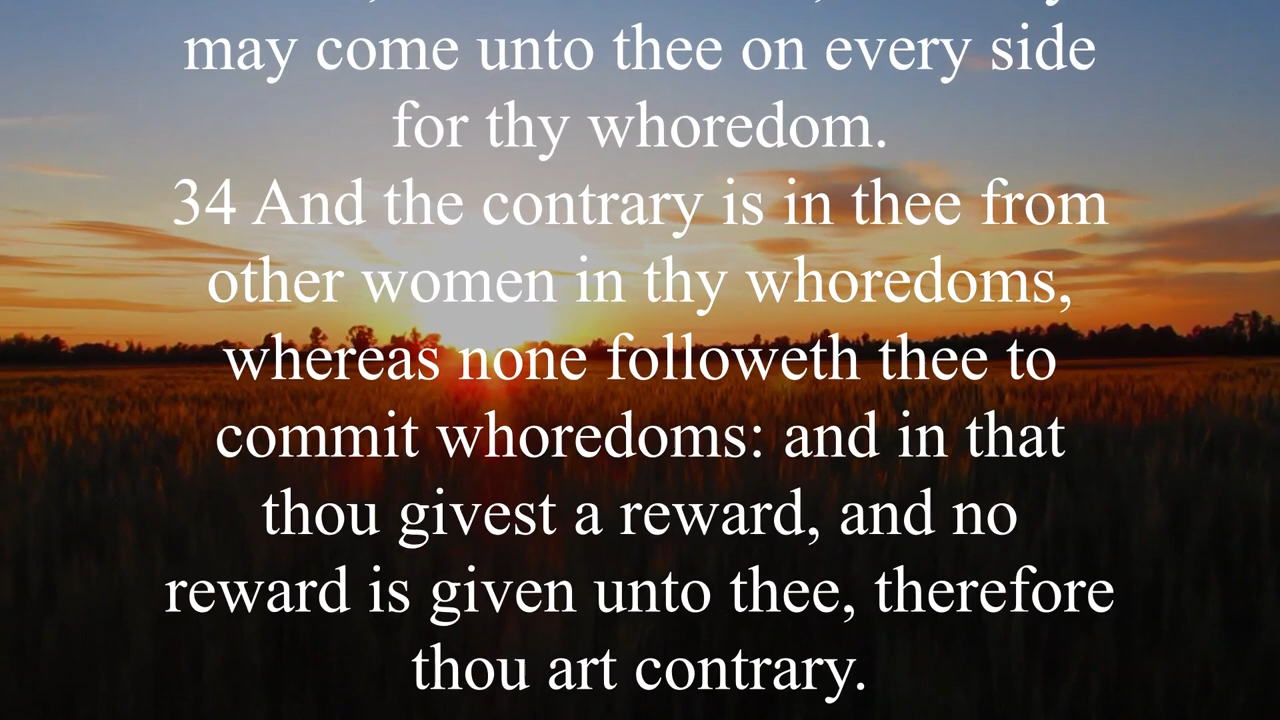 may come unto thee on every side
for thy whoredom.
34 And the contrary is in thee from
other women in thy whoredoms,
whereas none followeth thee to
commit whoredoms: and in that
thou givest a reward, and no
reward is given unto thee, therefore
thou art contrary.